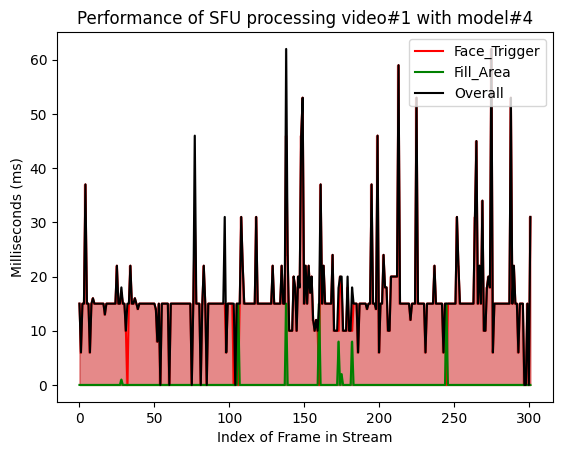 Performance of SFU processing video#1 with model#4
Face_Trigger
Fill_Area
Overall
Milliseconds (ms)
60
50
40
30
20
10
0
0 50 100 150 200 250 300
Index of Frame in Stream